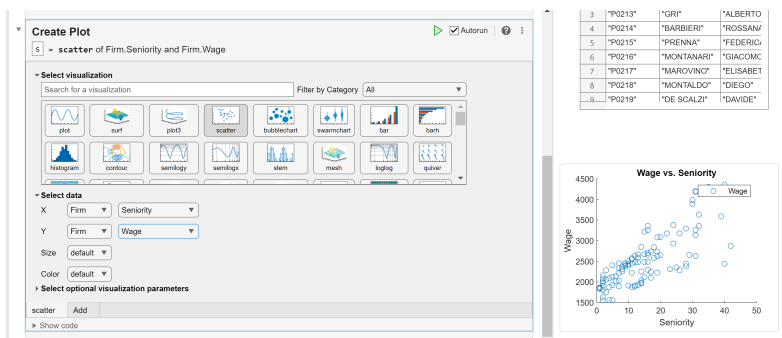 Create Plot
Autorun
s = scatter of Firm.Seniority and Firm.Wage
Select visualization
Search for a visualization
Filter by Category All
plot surf plot3 scatter bubblechart swarmchart bar barh
histogram contour semilogy semilogx stem mesh loglog quiver
Select data
X Firm Seniority
Y Firm Wage
Size default
Color default
Select optional visualization parameters
scatter Add
Show code
3 "P0213" "GRI" "ALBERTO
4 "P0214" "BARBIERI" "ROSSANA
5 "P0215" "PRENNA" "FEDERICA
6 "P0216" "MONTANARI" "GIACOMO
7 "P0217" "MAROVINO" "ELISABET
8 "P0218" "MONTALDO" "DIEGO"
9 "P0219" "DE SCALZI" "DAVIDE"
Wage vs. Seniority
Wage
4500
4000
3500
3000
2500
2000
1500
Wage
0 10 20 30 40 50
Seniority